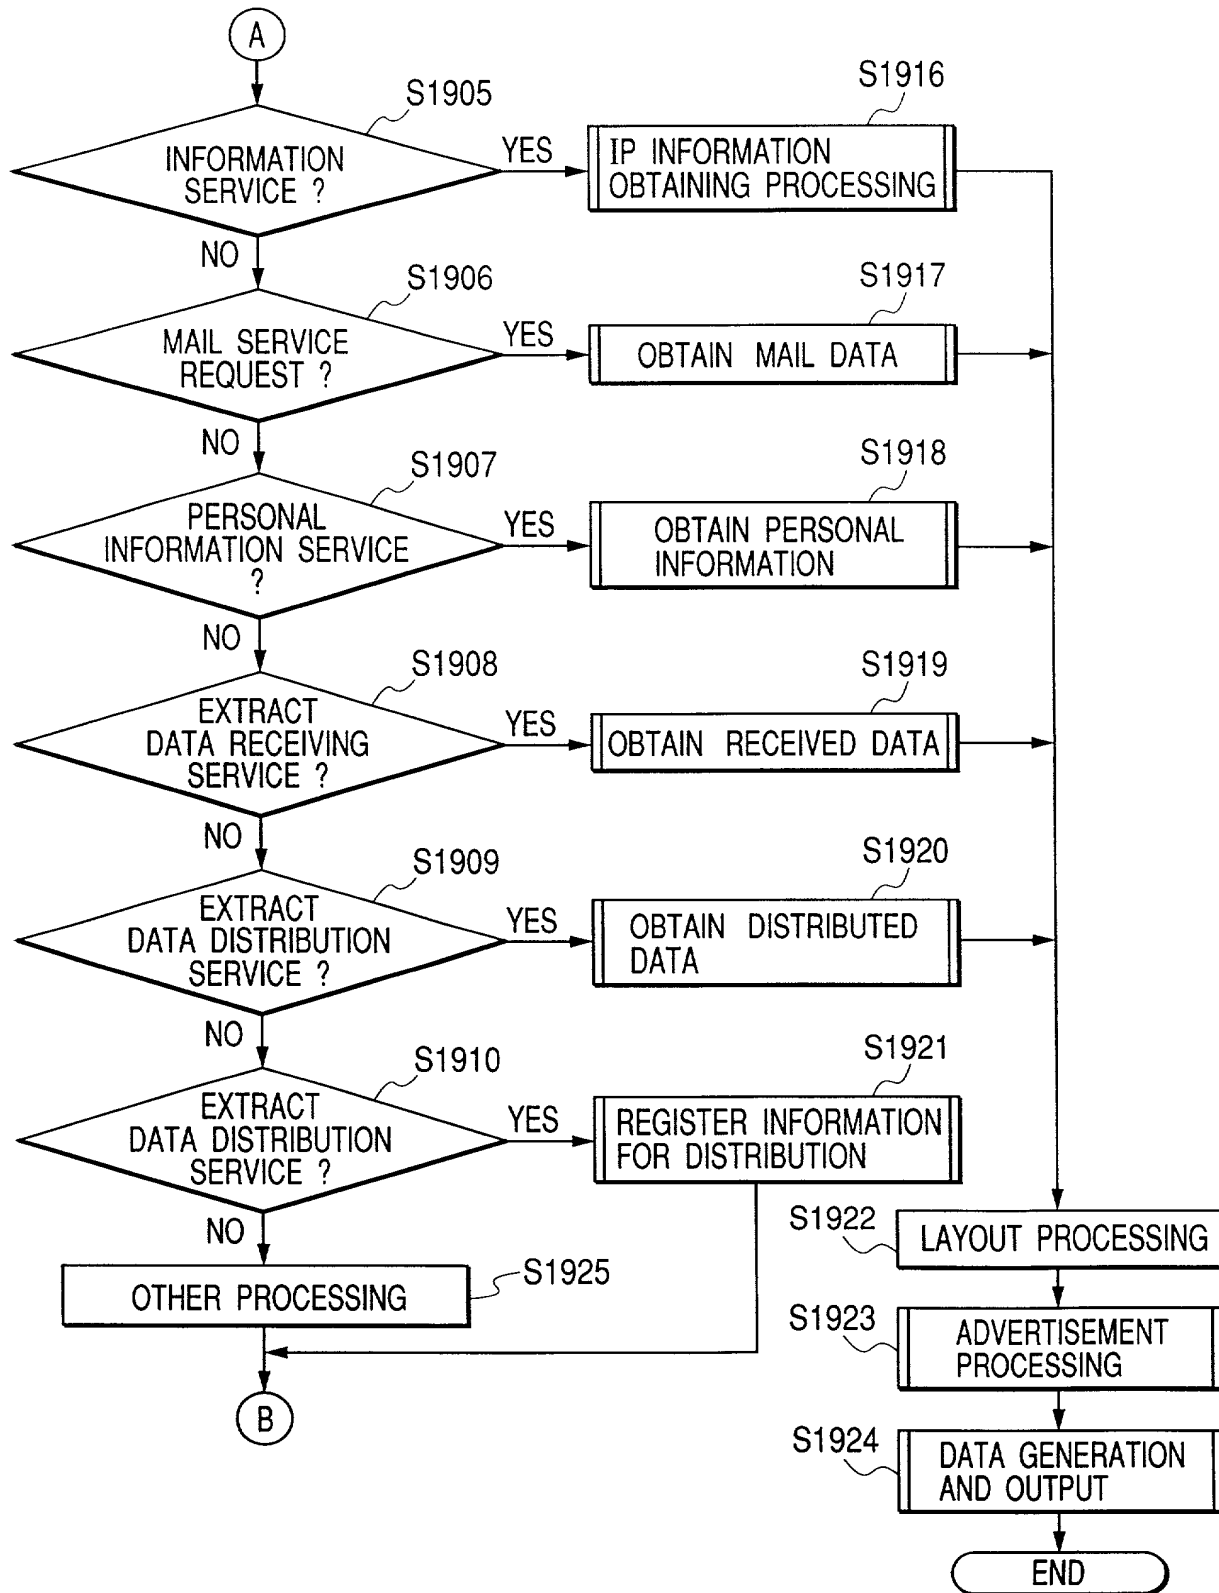 A
S1905
INFORMATION
SERVICE ?
YES
S1916
IP INFORMATION
OBTAINING PROCESSING
NO
S1906
MAIL SERVICE
REQUEST ?
YES
S1917
OBTAIN MAIL DATA
NO
S1907
PERSONAL
INFORMATION SERVICE
?
YES
S1918
OBTAIN PERSONAL
INFORMATION
NO
S1908
EXTRACT
DATA RECEIVING
SERVICE ?
YES
S1919
OBTAIN RECEIVED DATA
NO
S1909
EXTRACT
DATA DISTRIBUTION
SERVICE ?
YES
S1920
OBTAIN DISTRIBUTED
DATA
NO
S1910
EXTRACT
DATA DISTRIBUTION
SERVICE ?
YES
S1921
REGISTER INFORMATION
FOR DISTRIBUTION
NO
S1925
OTHER PROCESSING
B
S1922
LAYOUT PROCESSING
S1923
ADVERTISEMENT
PROCESSING
S1924
DATA GENERATION
AND OUTPUT
END